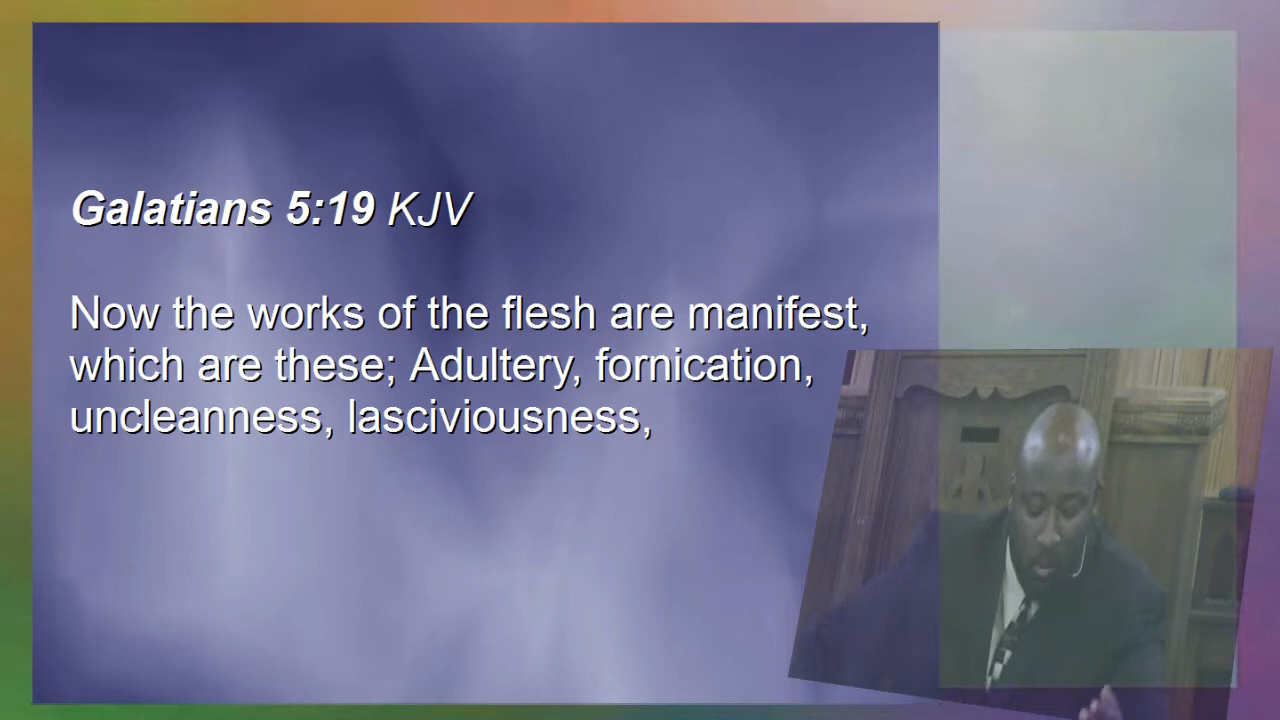 Galatians 5:19 KJV
Now the works of the flesh are manifest,
which are these; Adultery, fornication,
uncleanness, lasciviousness,